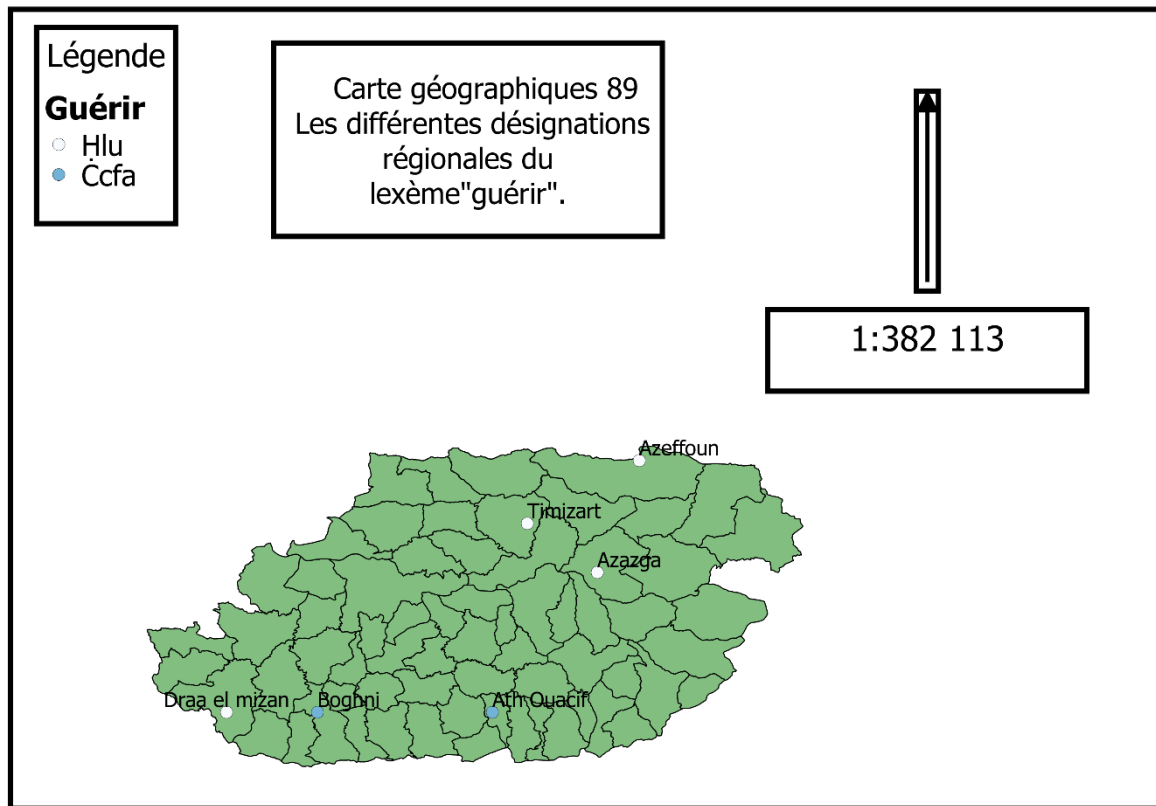 Légende
Guérir
Ḥlu
Ċcfa
Carte géographiques 89
Les différentes désignations
régionales du
lexème"guérir".
1:382 113
Azeffoun
Timizart
Azazga
Draa el mizan
Boghni
Ath Ouacif